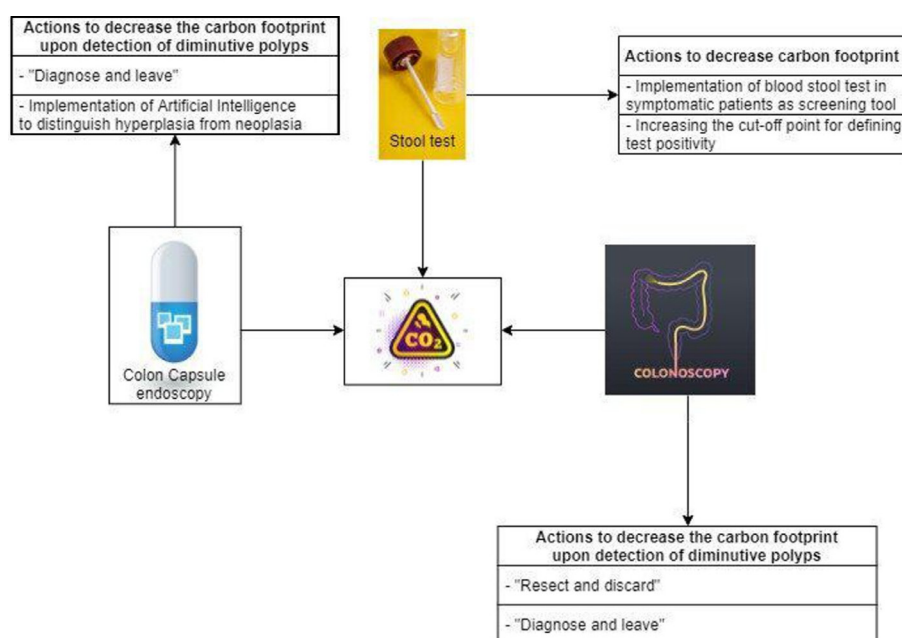 Actions to decrease the carbon footprint
upon detection of diminutive polyps
- "Diagnose and leave"
- Implementation of Artificial Intelligence
to distinguish hyperplasia from neoplasia
Stool test
Actions to decrease carbon footprint
- Implementation of blood stool test in
symptomatic patients as screening tool
- Increasing the cut-off point for defining
test positivity
Colon Capsule
endoscopy
CO₂
COLONOSCOPY
Actions to decrease the carbon footprint
upon detection of diminutive polyps
- "Resect and discard"
- "Diagnose and leave"